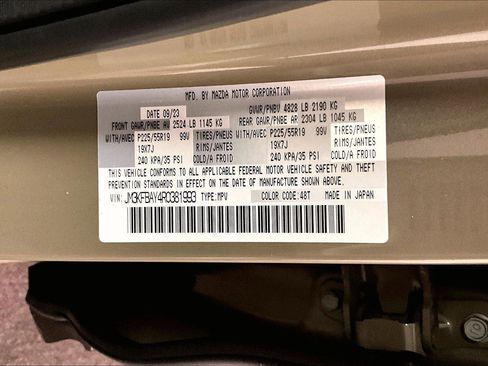 MFD. BY MAZDA MOTOR CORPORATION
DATE 09/23 GVWR/PNBV 4828 LB 2190 KG
FRONT GAWR/PNBE AV 2524 LB 1145 KG REAR GAWR/PNBE AR 2304 LB 1045 KG
WITH/AVEC P225/55R19 99V TIRES/PNEUS WITH/AVEC P225/55R19 99V TIRES/PNEUS
19X7J RIMS/JANTES 19X7J RIMS/JANTES
240 KPA/35 PSI COLD/A FROID 240 KPA/35 PSI COLD/A FROID
THIS VEHICLE CONFORMS TO ALL APPLICABLE FEDERAL MOTOR VEHICLE SAFETY AND THEFT
PREVENTION STANDARDS IN EFFECT ON THE DATE OF MANUFACTURE SHOWN ABOVE.
VIN: JM3KFBAY4R0381993 TYPE:MPV COLOR CODE:48T MADE IN JAPAN